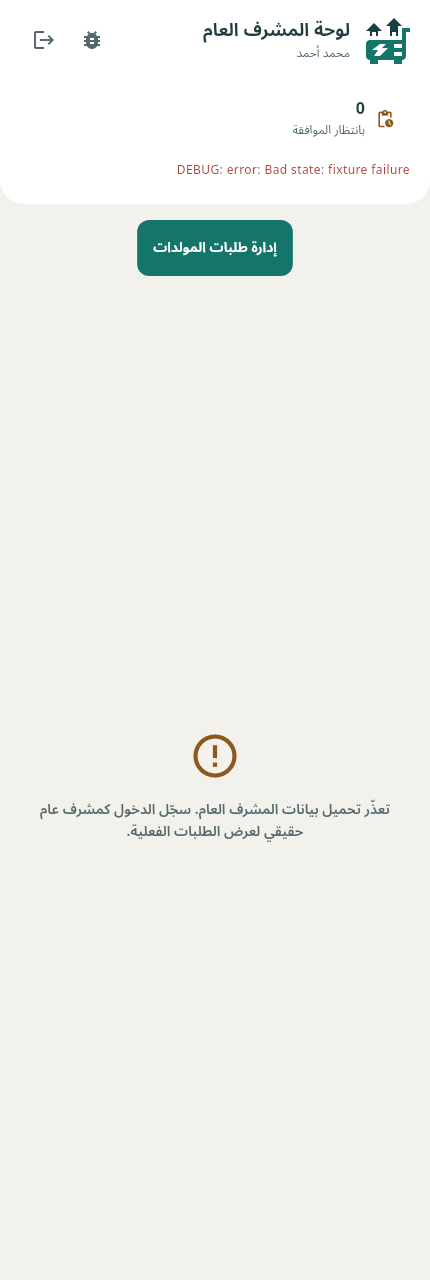 لوحة المشرف العام
محمد أحمد
0
بانتظار الموافقة
DEBUG: error: Bad state: fixture failure
إدارة طلبات المولدات
تعذّر تحميل بيانات المشرف العام. سجّل الدخول كمشرف عام
حقيقي لعرض الطلبات الفعلية.